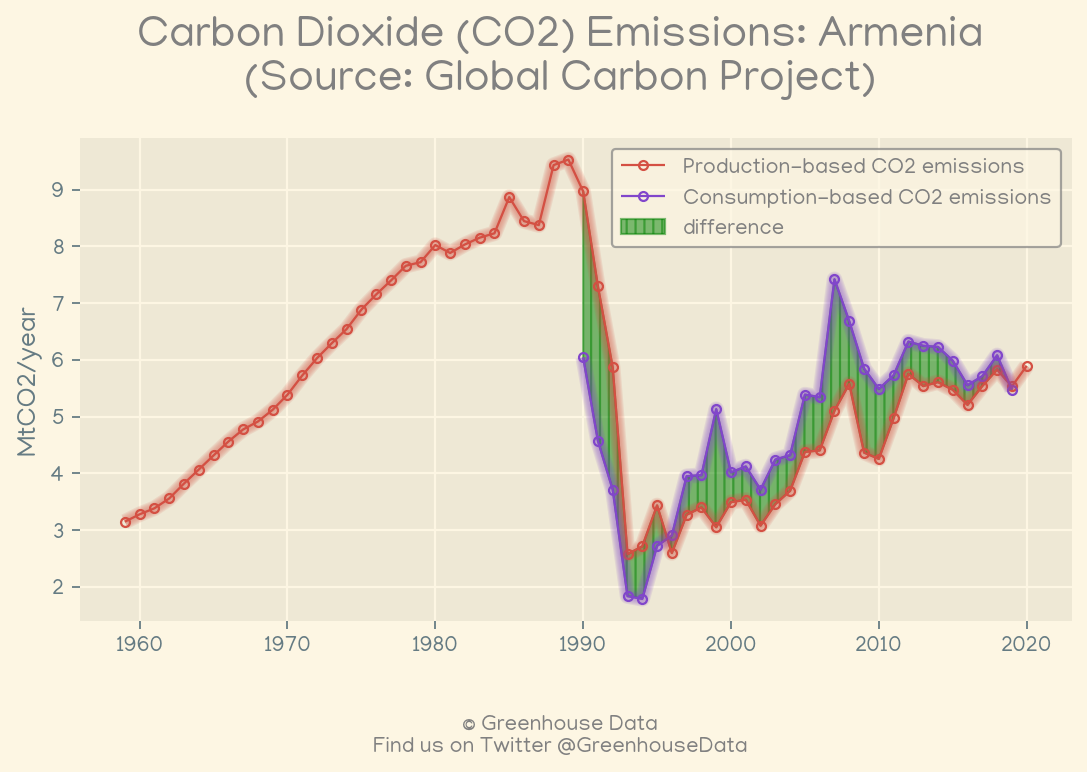 Carbon Dioxide (CO2) Emissions: Armenia
(Source: Global Carbon Project)
Production-based CO2 emissions
Consumption-based CO2 emissions
difference
MtCO2/year
9
8
7
6
5
4
3
2
1960 1970 1980 1990 2000 2010 2020
© Greenhouse Data
Find us on Twitter @GreenhouseData